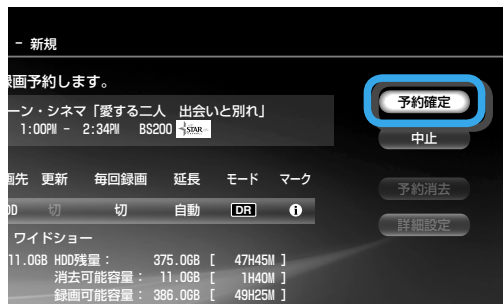 - 新規
録画予約します。
ーン・シネマ「愛する二人 出会いと別れ」
1:00PM - 2:34PM BS200 STAR
予約確定
中止
画先 更新 毎回録画 延長 モード マーク
DD 切 切 自動 DR i
予約消去
詳細設定
ワイドショー
11.0GB HDD残量: 375.0GB [ 47H45M ]
消去可能容量: 11.0GB [ 1H40M ]
録画可能容量: 386.0GB [ 49H25M ]